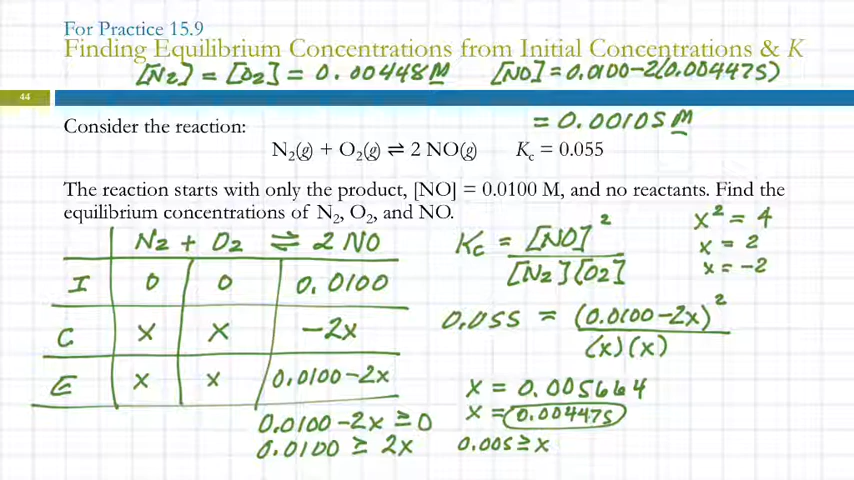 For Practice 15.9
Finding Equilibrium Concentrations from Initial Concentrations & K
[N₂] = [O₂] = 0.00448M [NO] = 0.0100-2(0.004475)
44
= 0.00105 M
Consider the reaction:
N₂(g) + O₂(g) ⇌ 2 NO(g) K꜀ = 0.055
The reaction starts with only the product, [NO] = 0.0100 M, and no reactants. Find the
equilibrium concentrations of N₂, O₂, and NO.
N₂ + O₂ ⇌ 2 NO
I 0 0 0.0100
C x x -2x
E x x 0.0100-2x
0.0100-2x ≥ 0
0.0100 ≥ 2x
Kc = [NO]²
[N₂][O₂]
0.055 = (0.0100-2x)²
(x)(x)
x = 0.005664
x = 0.004475
0.005 ≥ x
x² = 4
x = 2
x = -2